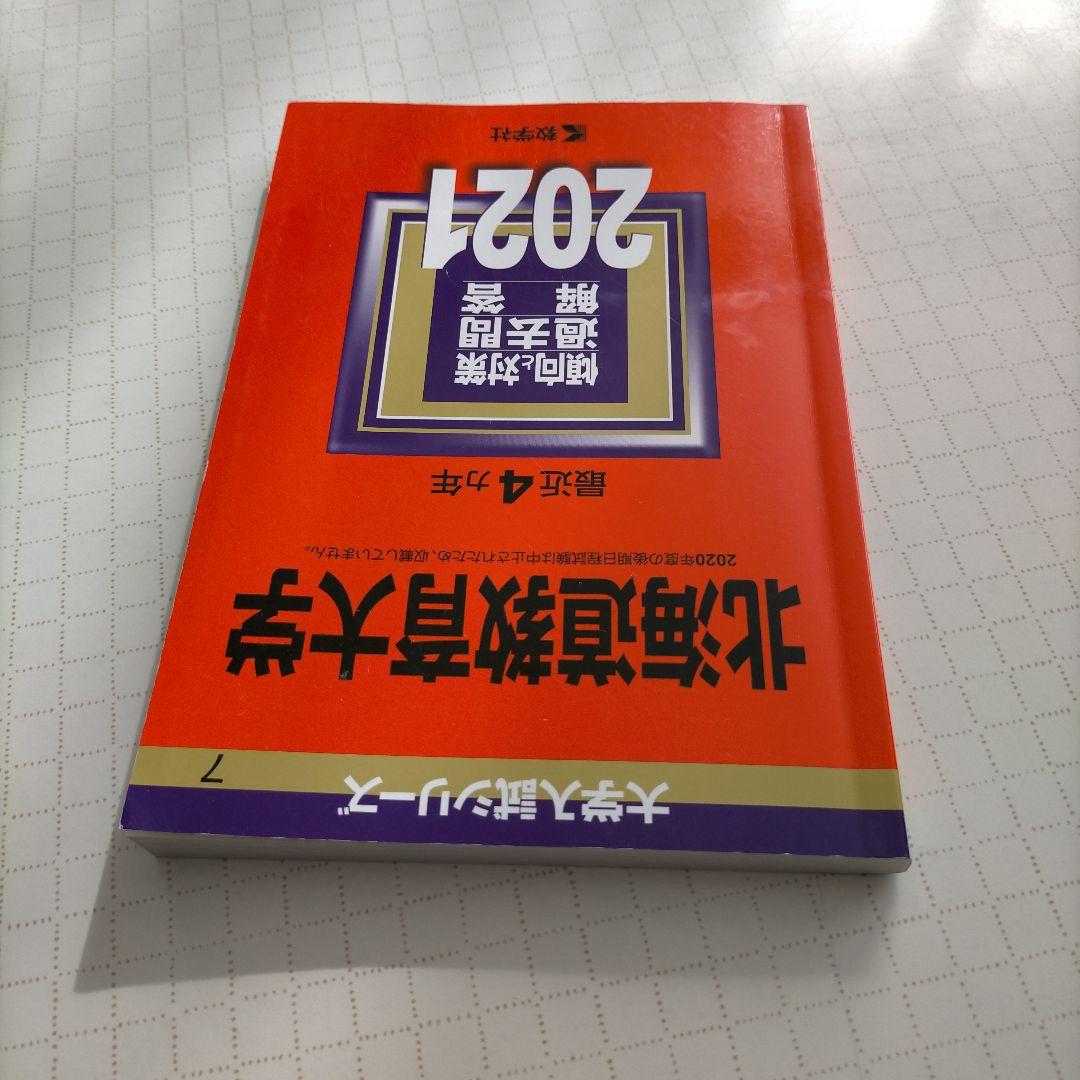 大学入試シリーズ
7
北海道教育大学
2020年度の後期日程試験は中止されたため、収載していません。
最近4カ年
傾向と対策
過去問
解答
2021
教学社